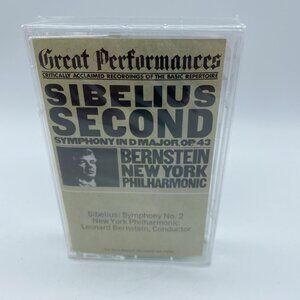 Great Performances
CRITICALLY ACCLAIMED RECORDINGS OF THE BASIC REPERTOIRE
SIBELIUS
SECOND
SYMPHONY IN D MAJOR, OP. 43
BERNSTEIN
NEW YORK
PHILHARMONIC
Sibelius: Symphony No. 2
New York Philharmonic
Leonard Bernstein, Conductor